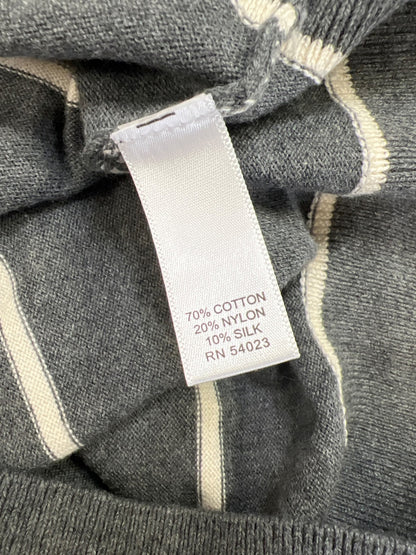 70% COTTON
20% NYLON
10% SILK
RN 54023